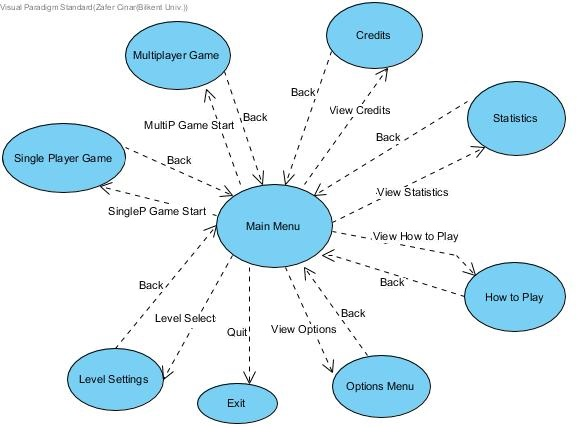 Visual Paradigm Standard(Zafer Cinar(Bilkent Univ.))
Credits
Multiplayer Game
Back
View Credits
Statistics
MultiP Game Start
Back
Back
Single Player Game
Back
View Statistics
SingleP Game Start
Main Menu
View How to Play
Back
Back
How to Play
Level Select
Back
Quit
View Options
Level Settings
Options Menu
Exit